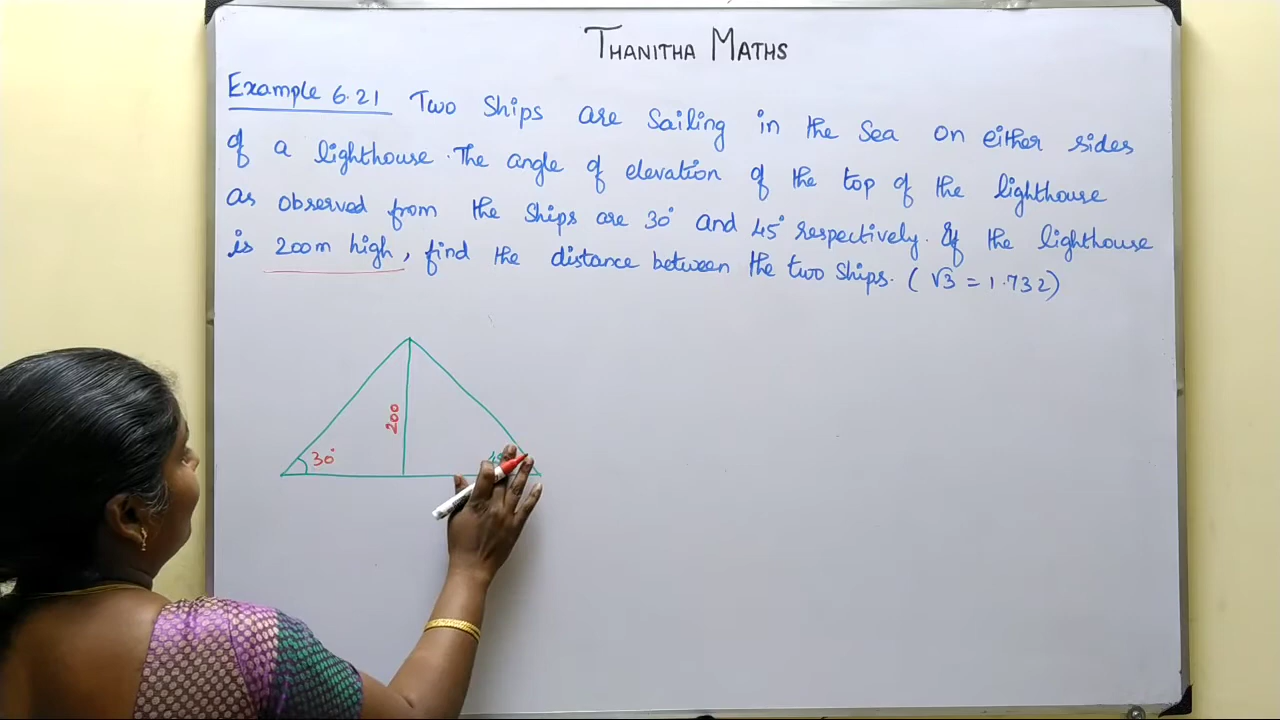 THANITHA MATHS
Example 6.21 Two Ships are Sailing in the Sea on either sides
of a lighthouse. The angle of elevation of the top of the lighthouse
as observed from the ships are 30° and 45° respectively. If the lighthouse
is 200m high, find the distance between the two ships. (√3 = 1.732)
200
30°